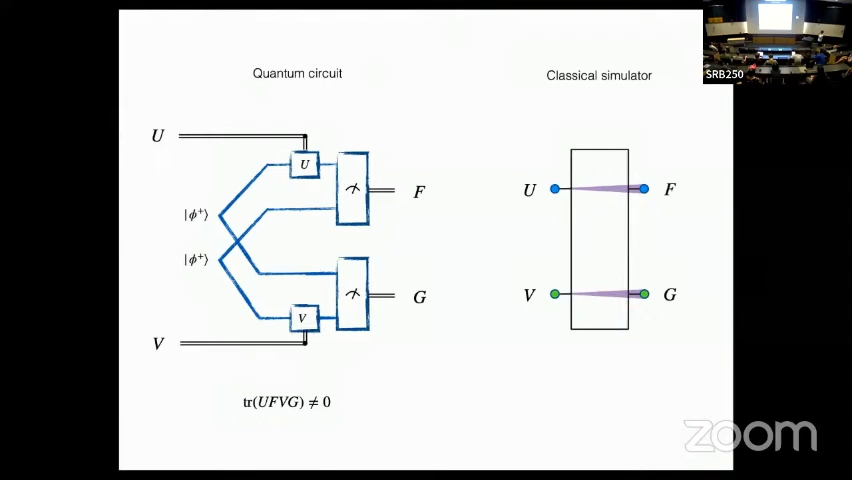 SRB250
Quantum circuit
Classical simulator
U
U
F
U
F
|ϕ⁺⟩
|ϕ⁺⟩
V
G
V
G
V
tr(UFVG) ≠ 0
zoom